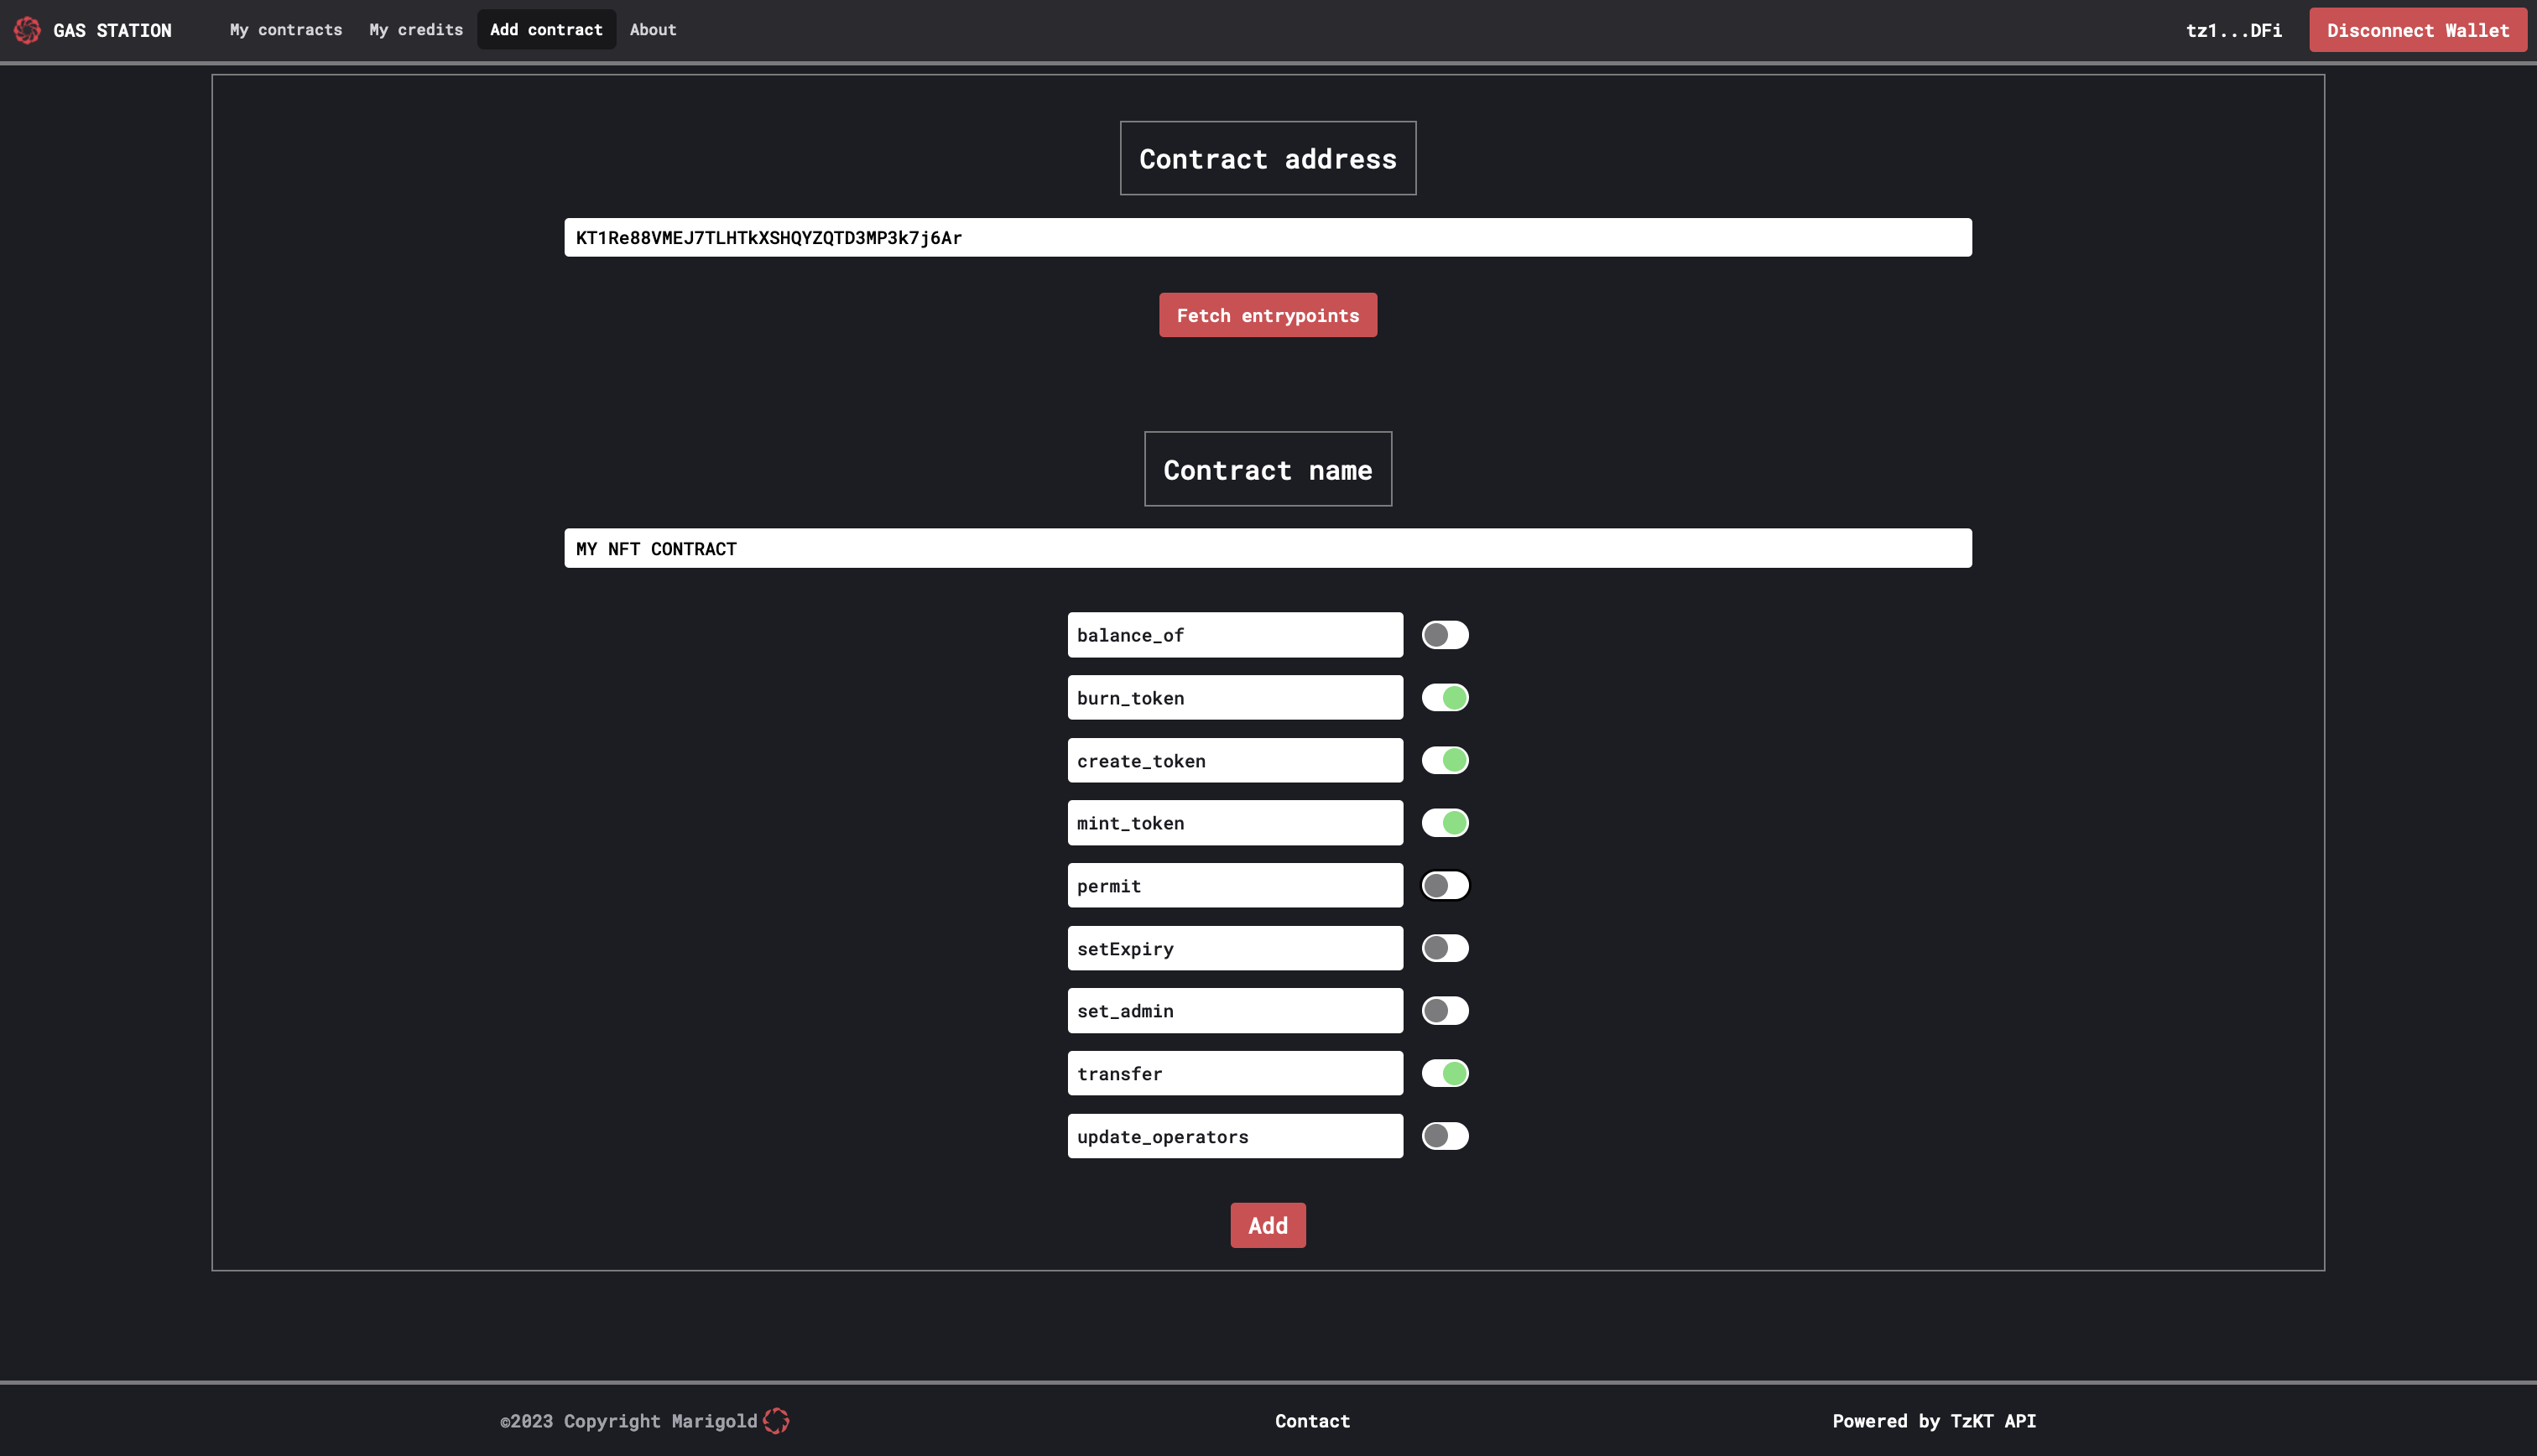 GAS STATION My contracts My credits Add contract About tz1...DFi Disconnect Wallet
Contract address
KT1Re88VMEJ7TLHTkXSHQYZQTD3MP3k7j6Ar
Fetch entrypoints
Contract name
MY NFT CONTRACT
balance_of
burn_token
create_token
mint_token
permit
setExpiry
set_admin
transfer
update_operators
Add
©2023 Copyright Marigold Contact Powered by TzKT API